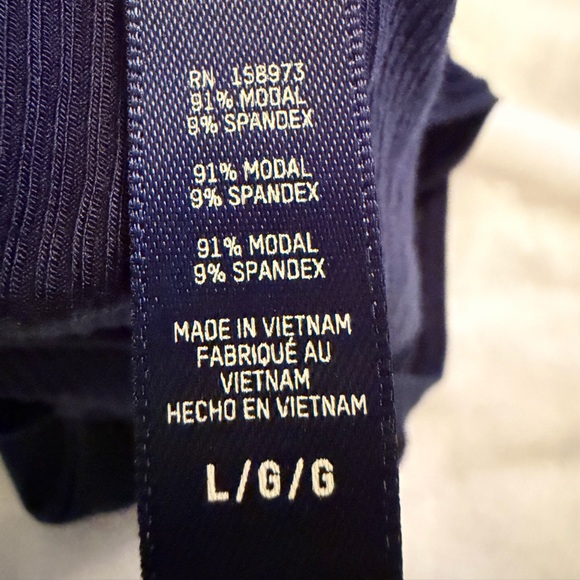 RN 158973
91% MODAL
9% SPANDEX
91% MODAL
9% SPANDEX
91% MODAL
9% SPANDEX
MADE IN VIETNAM
FABRIQUÉ AU
VIETNAM
HECHO EN VIETNAM
L/G/G